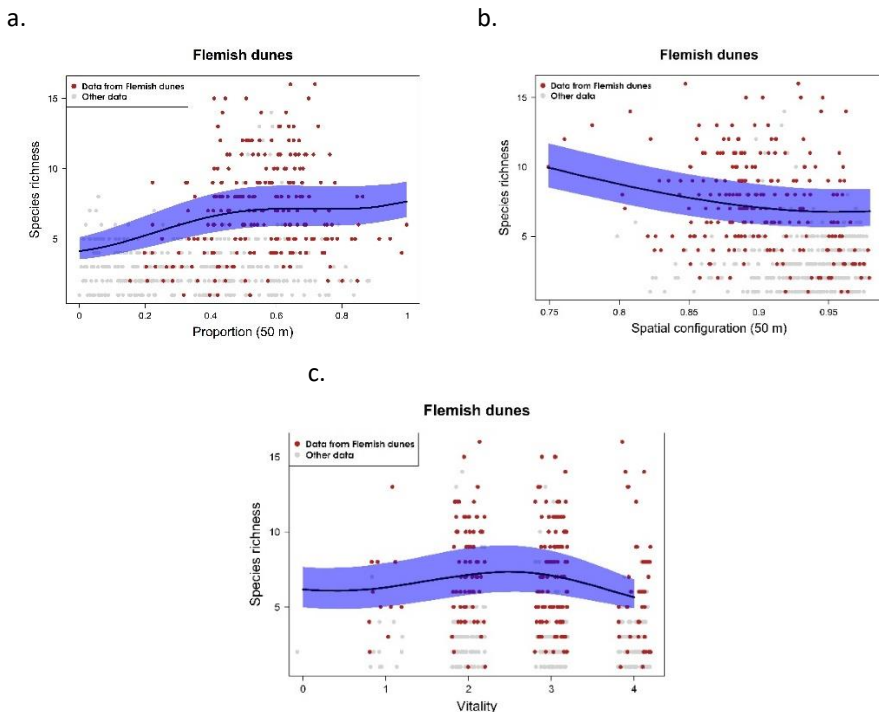 a.
b.
Flemish dunes
Flemish dunes
Data from Flemish dunes
Other data
Species richness
15
10
5
0
0.2
0.4
0.6
0.8
1
Proportion (50 m)
Data from Flemish dunes
Other data
Species richness
15
10
5
0.75
0.8
0.85
0.9
0.95
Spatial configuration (50 m)
c.
Flemish dunes
Data from Flemish dunes
Other data
Species richness
15
10
5
0
1
2
3
4
Vitality